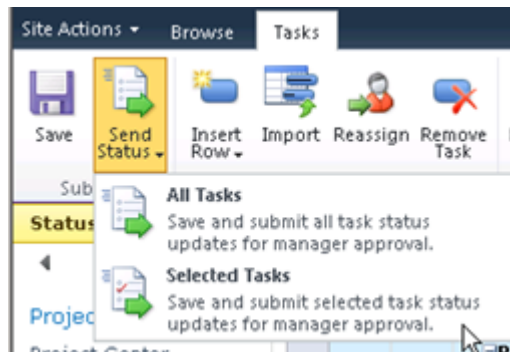 Site Actions Browse Tasks
Save Send Status Insert Row Import Reassign Remove Task
Sub
All Tasks
Save and submit all task status
updates for manager approval.
Status
Selected Tasks
Save and submit selected task status
updates for manager approval.
Projec
Project Center